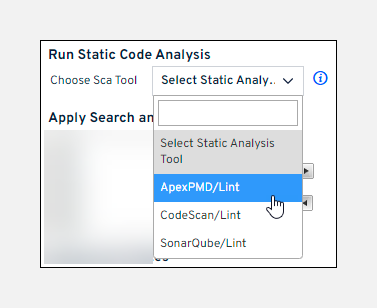 Run Static Code Analysis
Choose Sca Tool
Select Static Analy..
Apply Search an
Select Static Analysis
Tool
ApexPMD/Lint
CodeScan/Lint
SonarQube/Lint